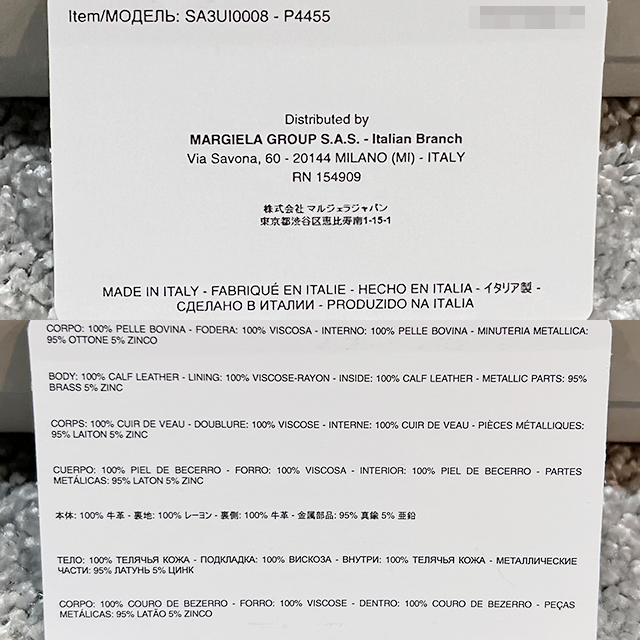 Item/МОДЕЛЬ: SA3UI0008 - P4455
Distributed by
MARGIELA GROUP S.A.S. - Italian Branch
Via Savona, 60 - 20144 MILANO (MI) - ITALY
RN 154909
株式会社 マルジェラジャパン
東京都渋谷区恵比寿南1-15-1
MADE IN ITALY - FABRIQUÉ EN ITALIE - HECHO EN ITALIA - イタリア製 -
СДЕЛАНО В ИТАЛИИ - PRODUZIDO NA ITALIA
CORPO: 100% PELLE BOVINA - FODERA: 100% VISCOSA - INTERNO: 100% PELLE BOVINA - MINUTERIA METALLICA:
95% OTTONE 5% ZINCO
BODY: 100% CALF LEATHER - LINING: 100% VISCOSE-RAYON - INSIDE: 100% CALF LEATHER - METALLIC PARTS: 95%
BRASS 5% ZINC
CORPS: 100% CUIR DE VEAU - DOUBLURE: 100% VISCOSE - INTERNE: 100% CUIR DE VEAU - PIÈCES MÉTALLIQUES:
95% LAITON 5% ZINC
CUERPO: 100% PIEL DE BECERRO - FORRO: 100% VISCOSA - INTERIOR: 100% PIEL DE BECERRO - PARTES
METÁLICAS: 95% LATON 5% ZINC
本体: 100% 牛革 - 裏地: 100% レーヨン - 裏側: 100% 牛革 - 金属部品: 95% 真鍮 5% 亜鉛
ТЕЛО: 100% ТЕЛЯЧЬЯ КОЖА - ПОДКЛАДКА: 100% ВИСКОЗА - ВНУТРИ: 100% ТЕЛЯЧЬЯ КОЖА - МЕТАЛЛИЧЕСКИЕ
ЧАСТИ: 95% ЛАТУНЬ 5% ЦИНК
CORPO: 100% COURO DE BEZERRO - FORRO: 100% VISCOSE - DENTRO: 100% COURO DE BEZERRO - PEÇAS
METÁLICAS: 95% LATÃO 5% ZINCO